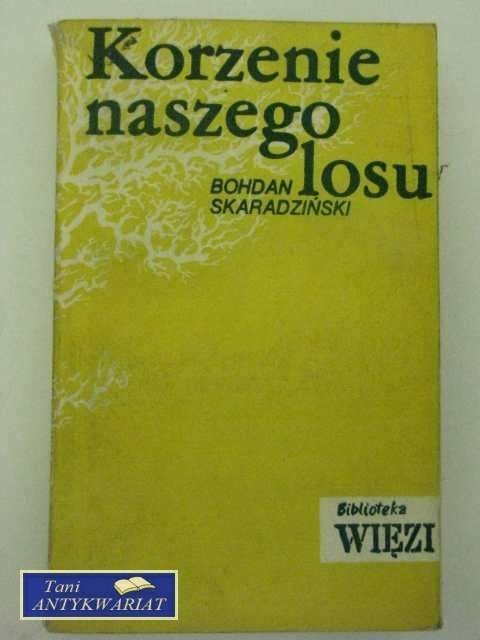 Korzenie
naszego
losu
BOHDAN
SKARADZIŃSKI
Biblioteka
WIĘZI
Tani
ANTYKWARIAT